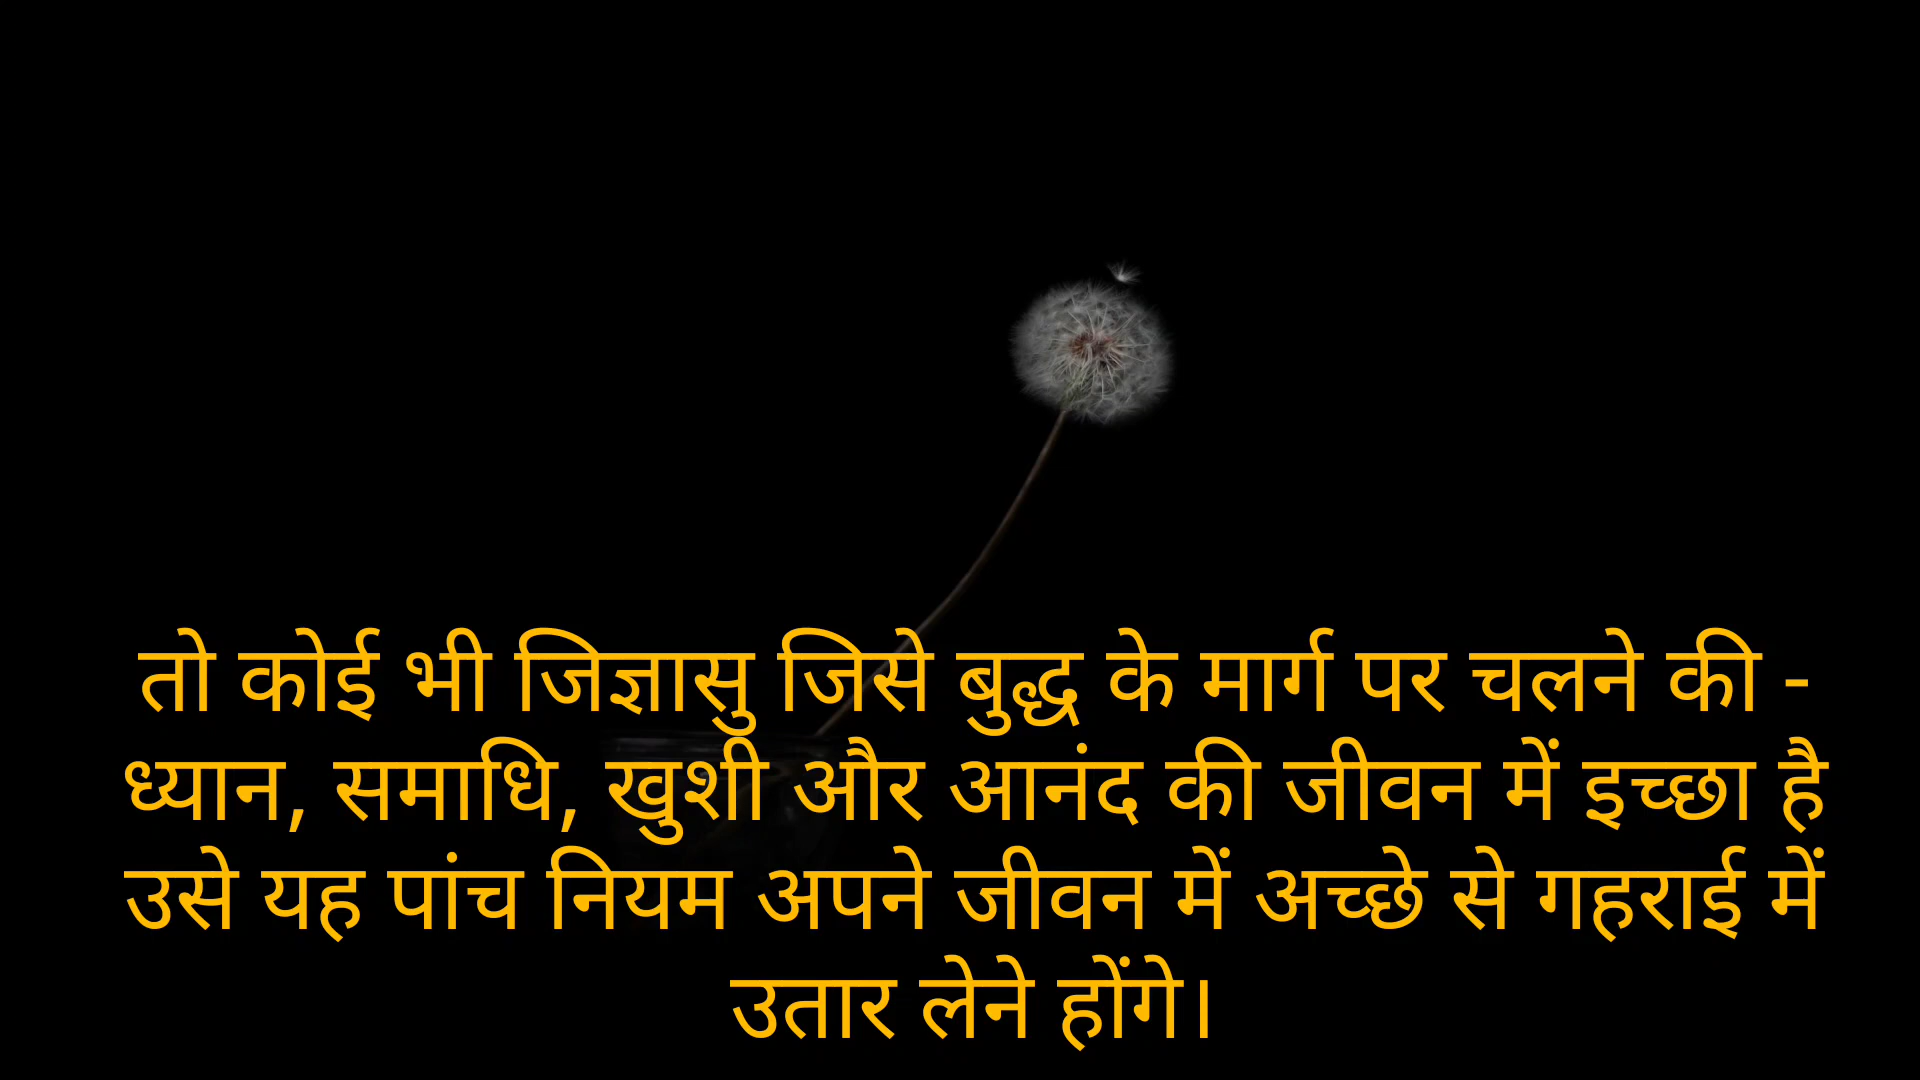 तो कोई भी जिज्ञासु जिसे बुद्ध के मार्ग पर चलने की -
ध्यान, समाधि, खुशी और आनंद की जीवन में इच्छा है
उसे यह पांच नियम अपने जीवन में अच्छे से गहराई में
उतार लेने होंगे।